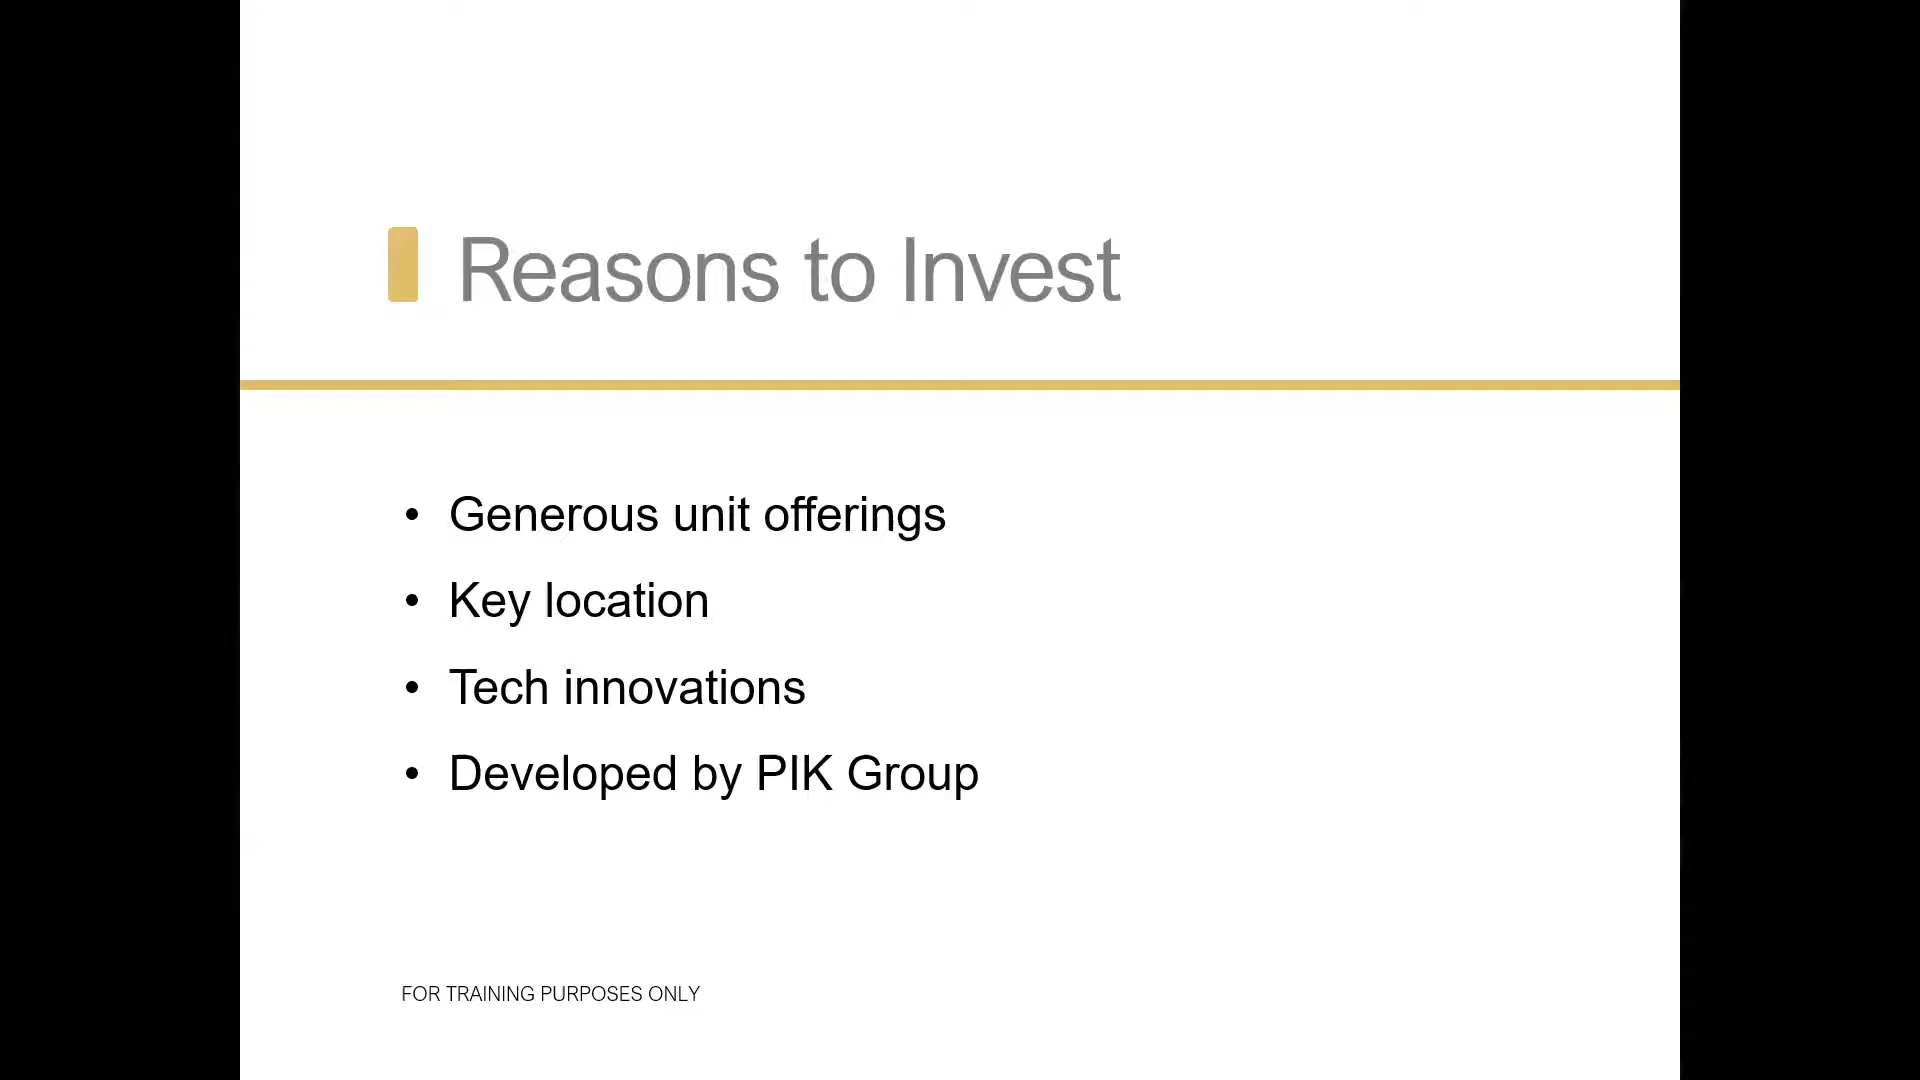 Reasons to Invest
• Generous unit offerings
• Key location
• Tech innovations
• Developed by PIK Group
FOR TRAINING PURPOSES ONLY